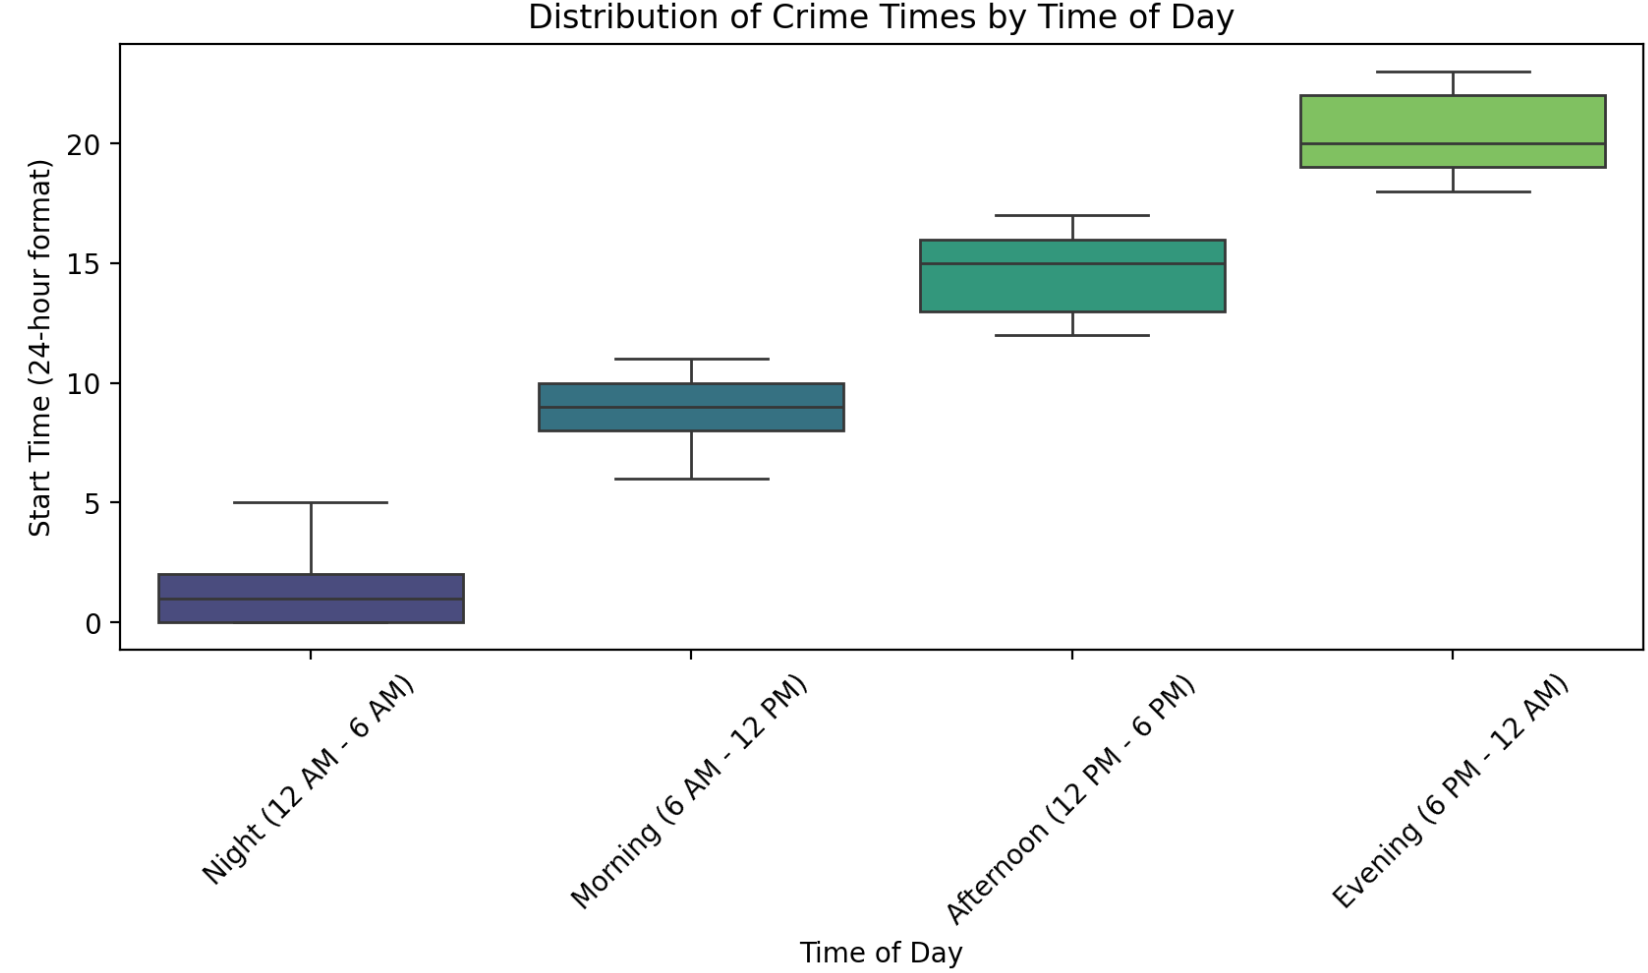 Distribution of Crime Times by Time of Day
Start Time (24-hour format)
20
15
10
5
0
Night (12 AM - 6 AM)
Morning (6 AM - 12 PM)
Afternoon (12 PM - 6 PM)
Evening (6 PM - 12 AM)
Time of Day